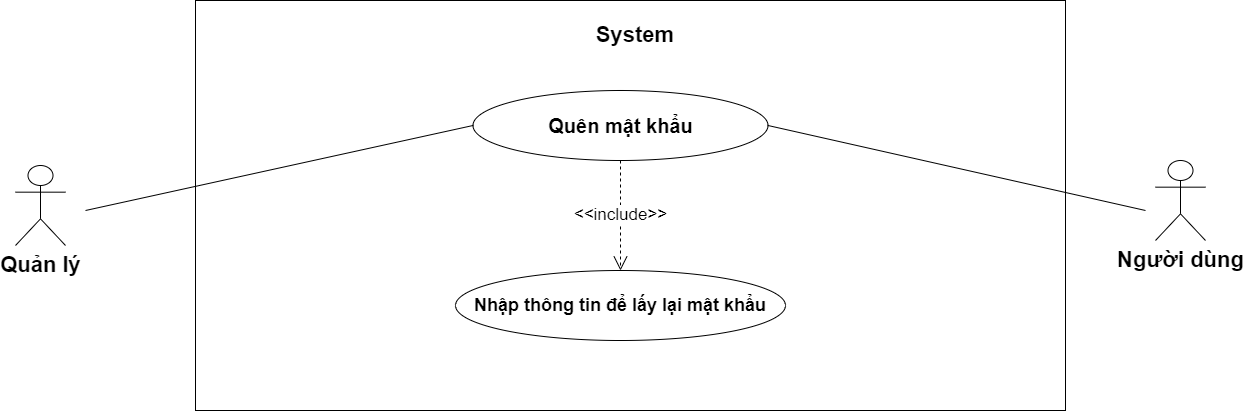 System
Quên mật khẩu
<<include>>
Quản lý
Người dùng
Nhập thông tin để lấy lại mật khẩu